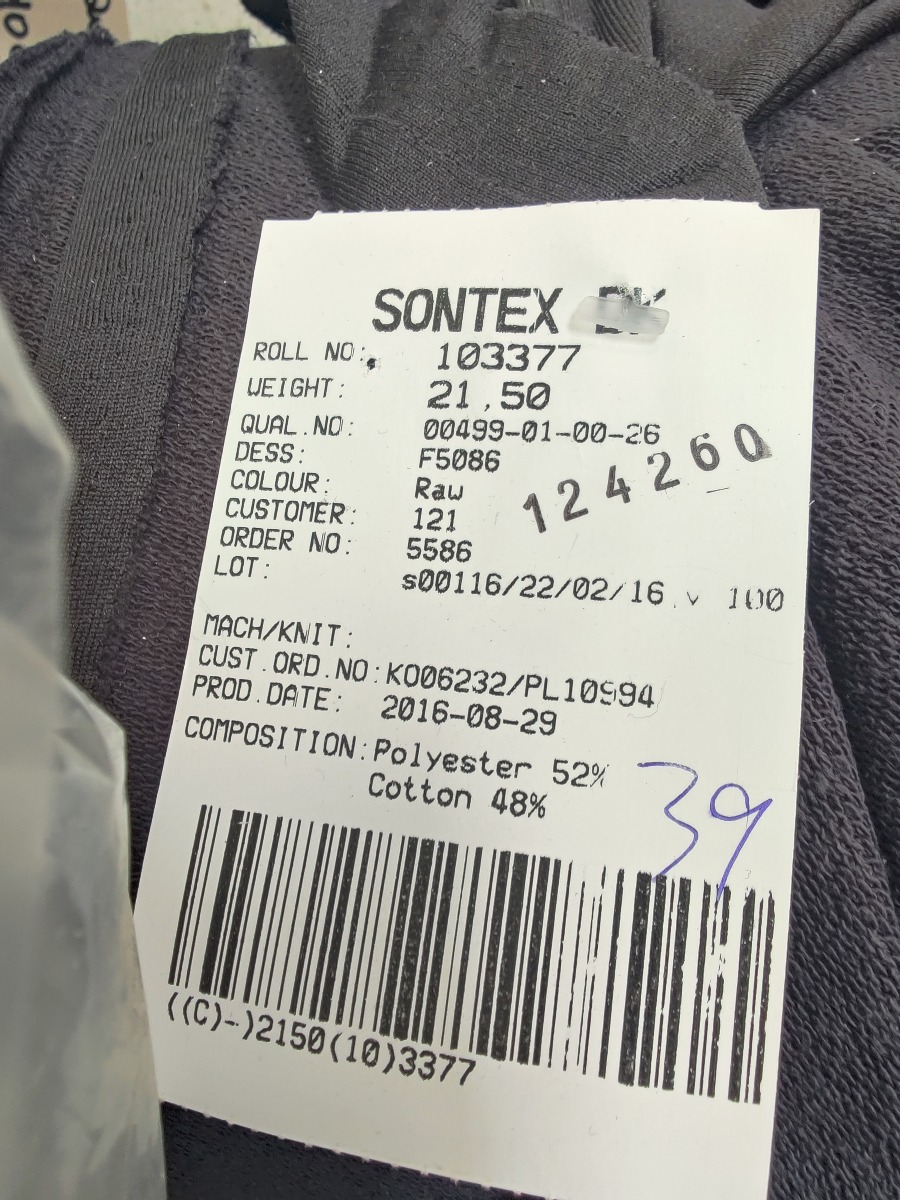 SONTEX
ROLL NO: 103377
WEIGHT: 21,50
QUAL.NO: 00499-01-00-26
DESS: F5086
COLOUR: Raw
CUSTOMER: 121
124260
ORDER NO: 5586
LOT: s00116/22/02/16 v 100
MACH/KNIT:
CUST.ORD.NO: K006232/PL10994
PROD.DATE: 2016-08-29
COMPOSITION: Polyester 52%
Cotton 48%
39
((C)-)2150(10)3377